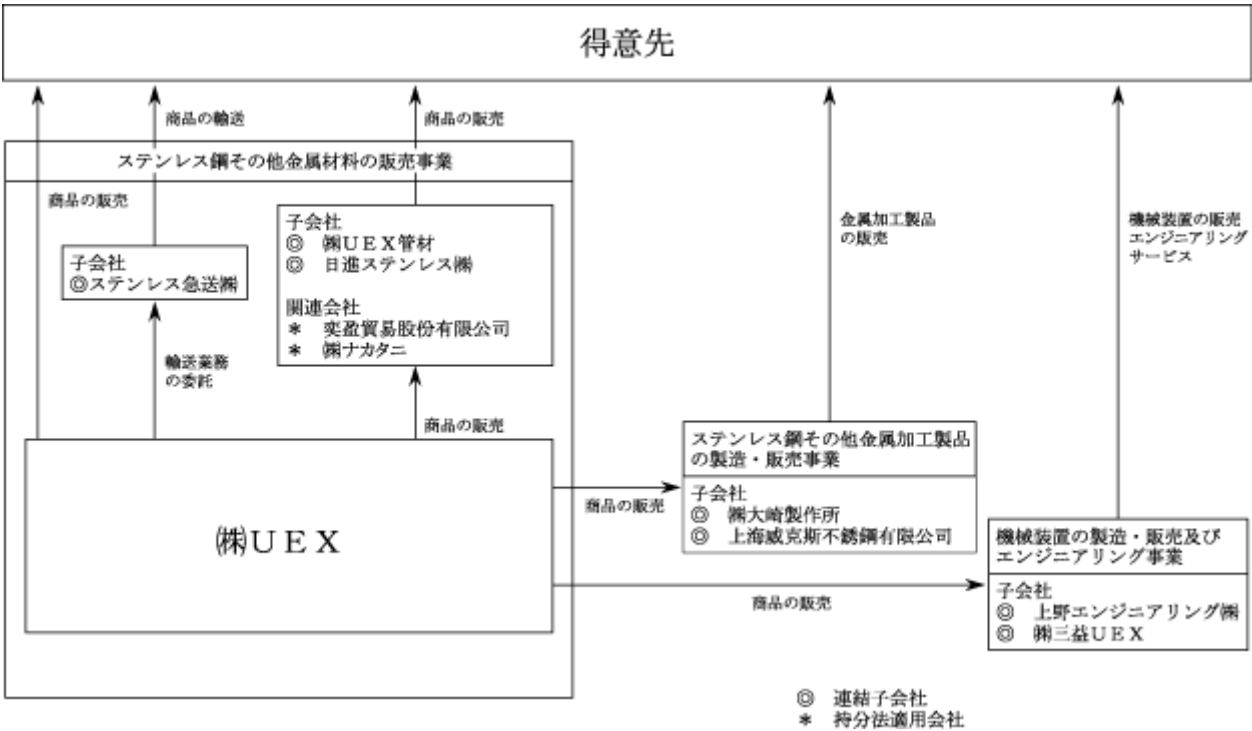 得意先
商品の輸送
商品の販売
ステンレス鋼その他金属材料の販売事業
商品の販売
子会社
◎ステンレス急送㈱
子会社
◎ ㈱UEX管材
◎ 日進ステンレス㈱
関連会社
* 奕盈貿易股份有限公司
* ㈱ナカタニ
金属加工製品
の販売
機械装置の販売
エンジニアリング
サービス
輸送業務
の委託
商品の販売
㈱UEX
商品の販売
ステンレス鋼その他金属加工製品
の製造・販売事業
子会社
◎ ㈱大崎製作所
◎ 上海威克斯不銹鋼有限公司
商品の販売
機械装置の製造・販売及び
エンジニアリング事業
子会社
◎ 上野エンジニアリング㈱
◎ ㈱三益UEX
◎ 連結子会社
* 持分法適用会社